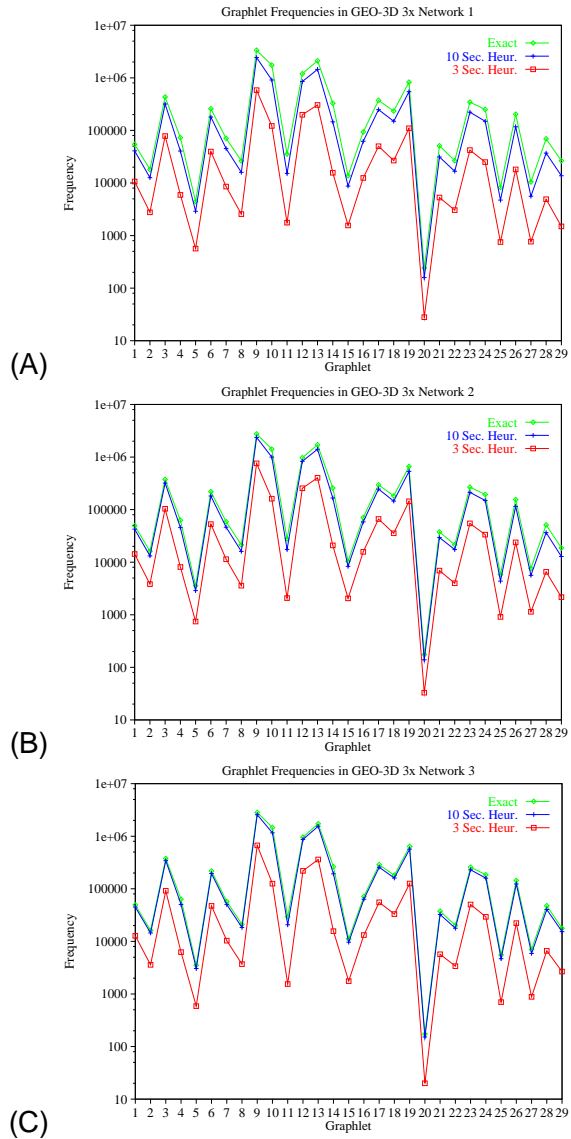 Graphlet Frequencies in GEO-3D 3x Network 1
1e+07
1e+06
100000
10000
1000
100
10
Frequency
Exact
10 Sec. Heur.
3 Sec. Heur.
1 2 3 4 5 6 7 8 9 10 11 12 13 14 15 16 17 18 19 20 21 22 23 24 25 26 27 28 29
Graphlet
(A)
Graphlet Frequencies in GEO-3D 3x Network 2
1e+07
1e+06
100000
10000
1000
100
10
Frequency
Exact
10 Sec. Heur.
3 Sec. Heur.
1 2 3 4 5 6 7 8 9 10 11 12 13 14 15 16 17 18 19 20 21 22 23 24 25 26 27 28 29
Graphlet
(B)
Graphlet Frequencies in GEO-3D 3x Network 3
1e+07
1e+06
100000
10000
1000
100
10
Frequency
Exact
10 Sec. Heur.
3 Sec. Heur.
1 2 3 4 5 6 7 8 9 10 11 12 13 14 15 16 17 18 19 20 21 22 23 24 25 26 27 28 29
Graphlet
(C)